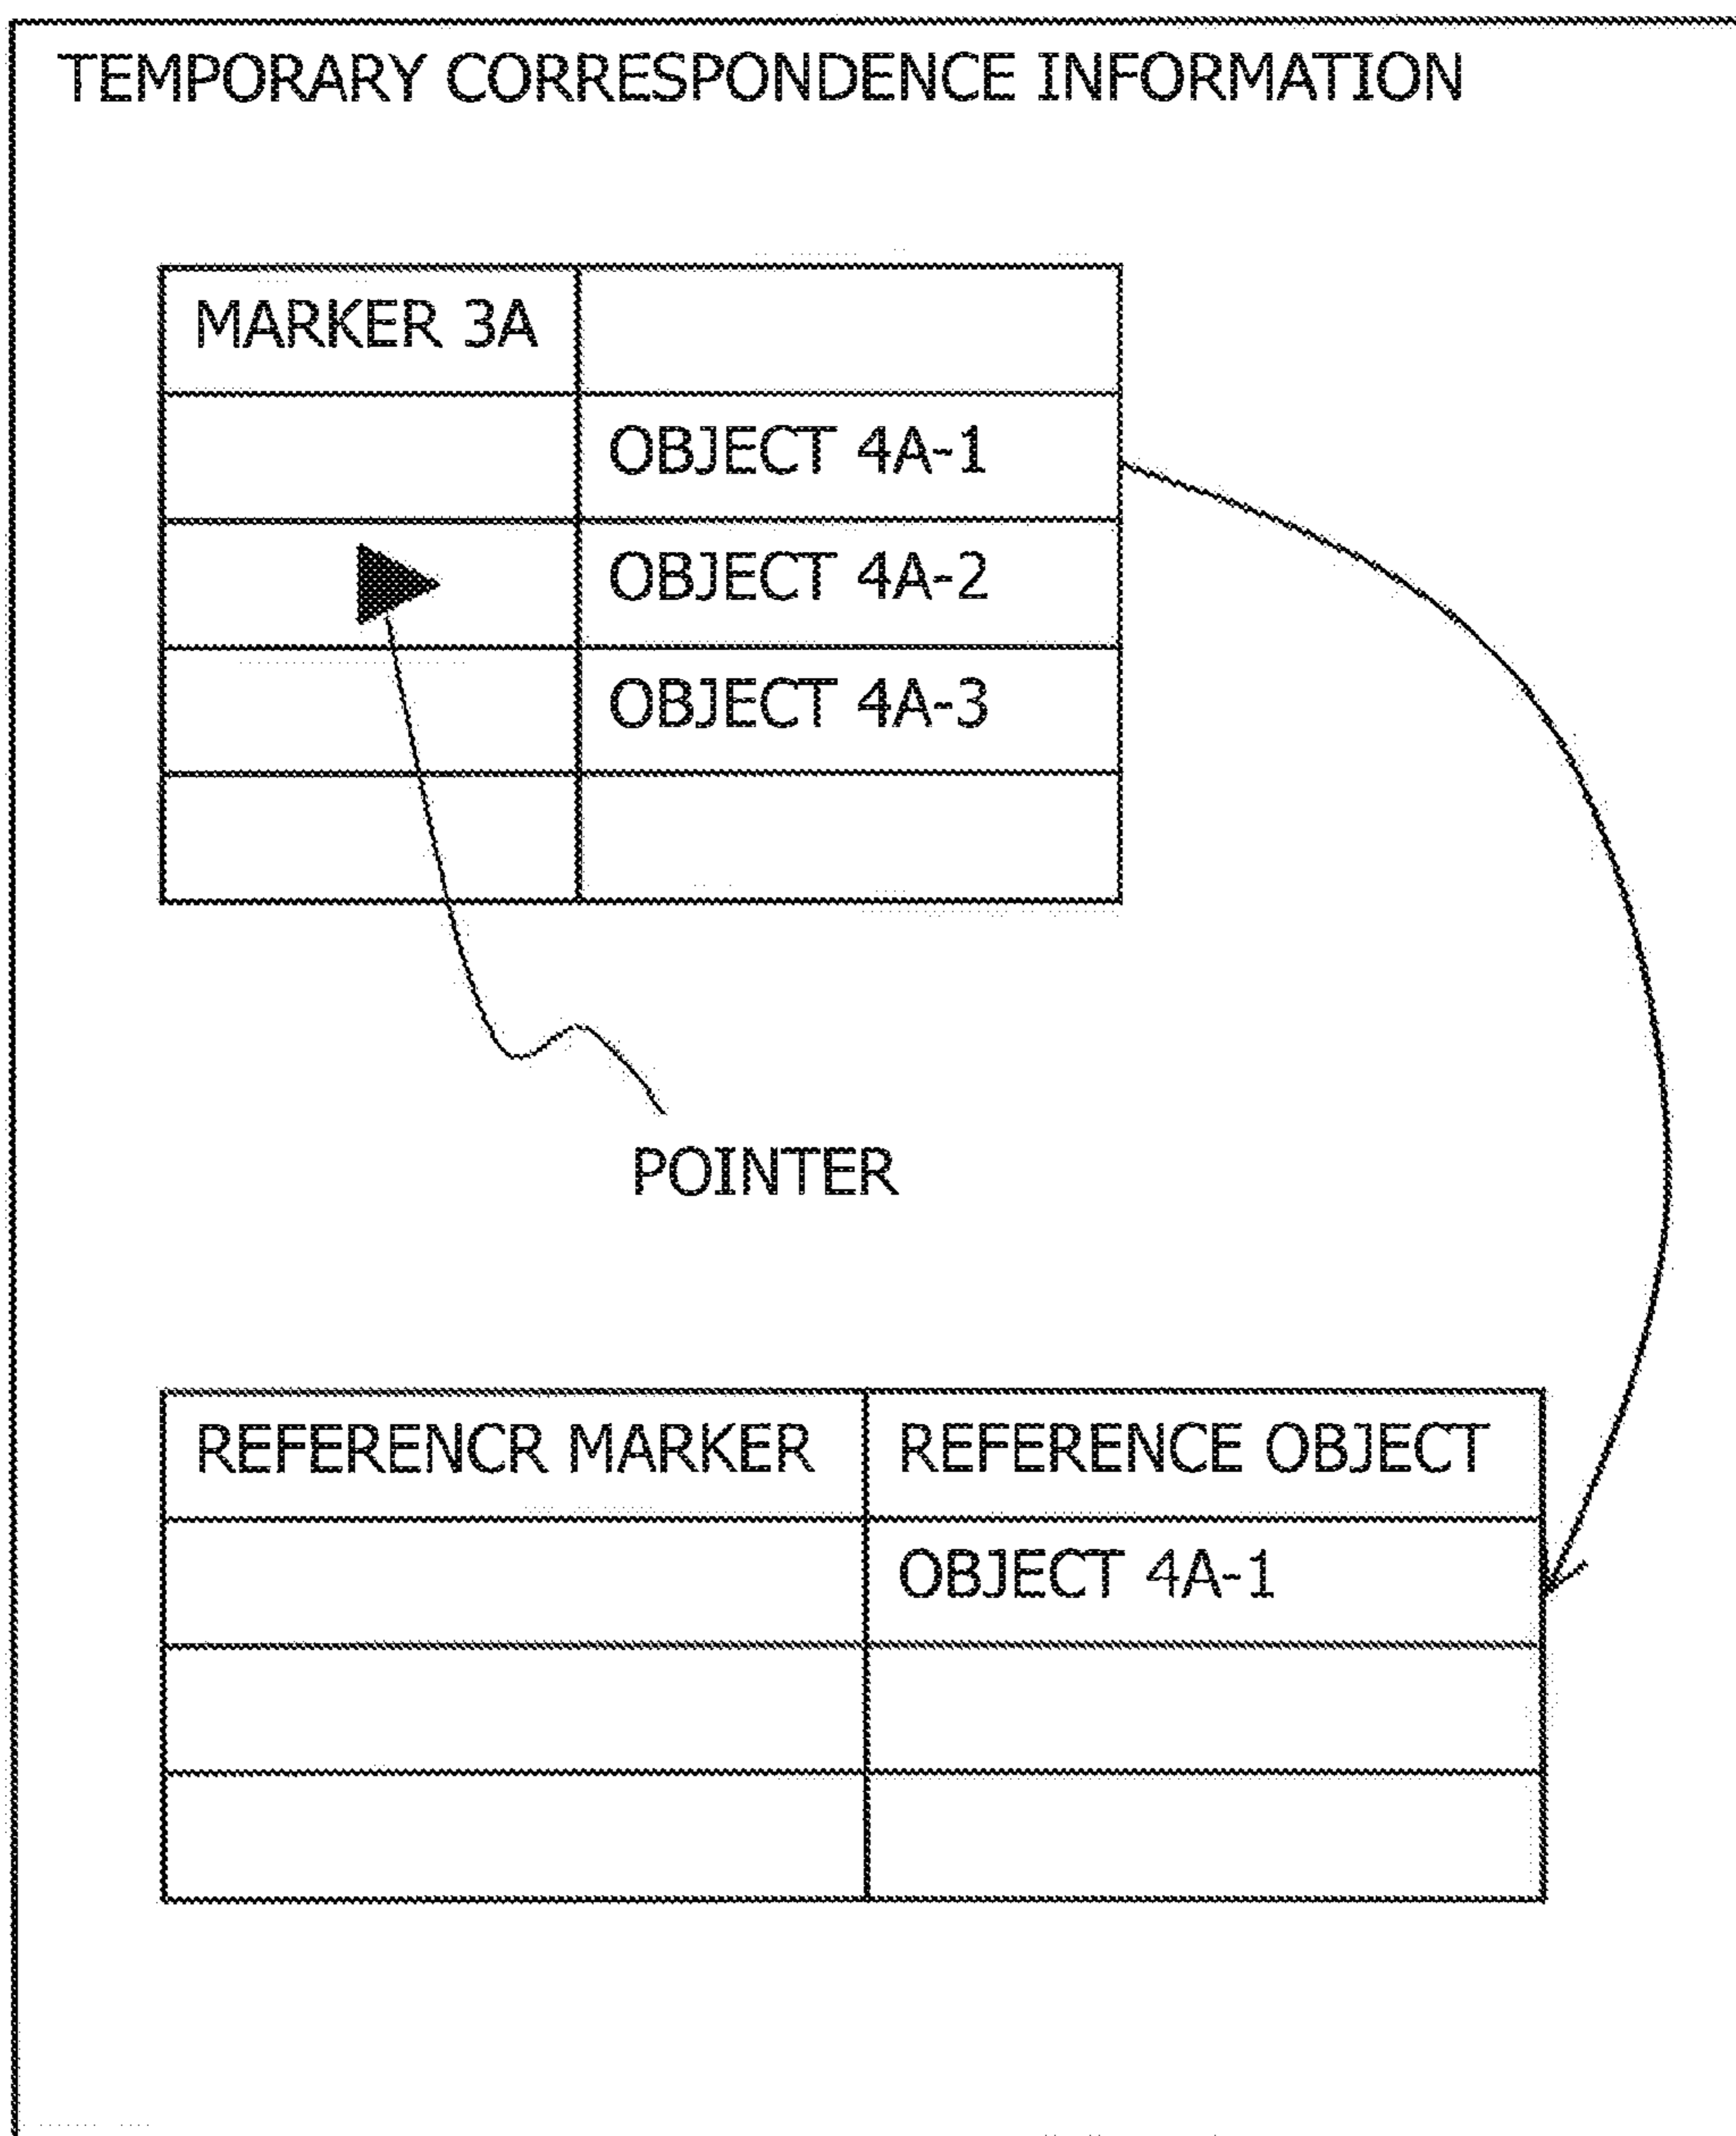 TEMPORARY CORRESPONDENCE INFORMATION
MARKER 3A
OBJECT 4A-1
OBJECT 4A-2
OBJECT 4A-3
POINTER
REFERENCR MARKER REFERENCE OBJECT
OBJECT 4A-1